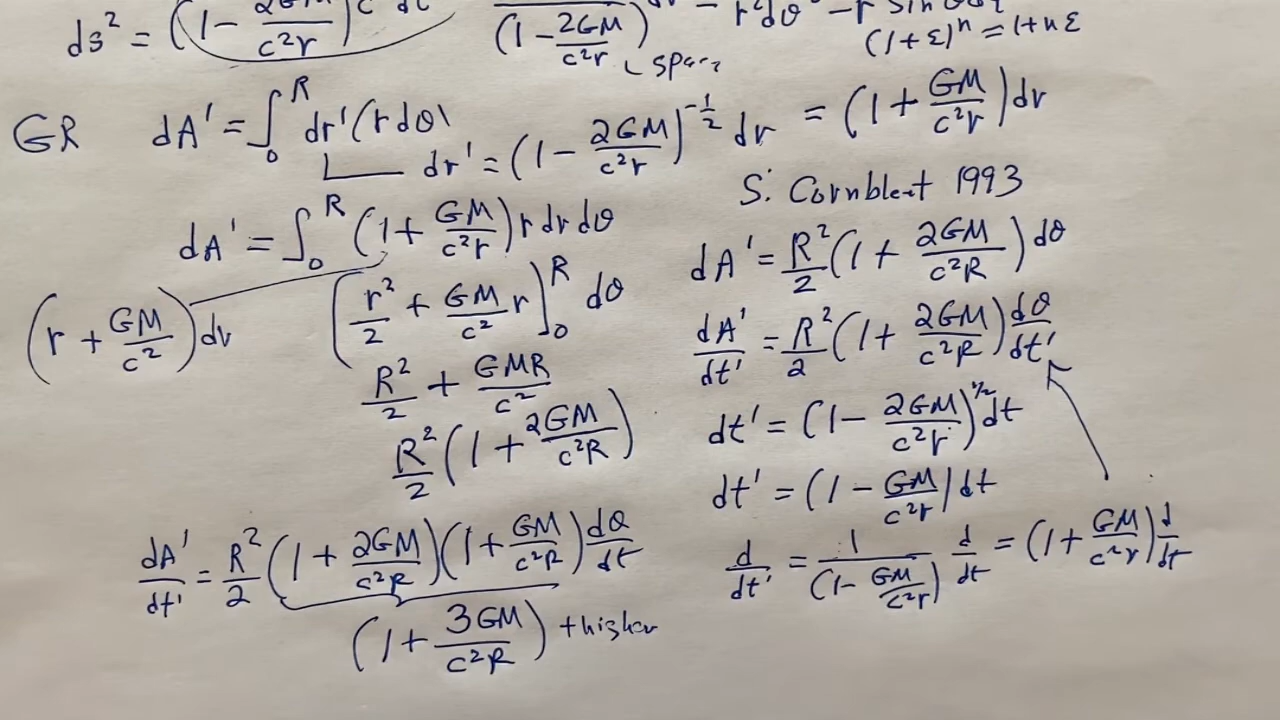 ds² = (1 - 2GM/c²r) c² dt² - dr²/(1 - 2GM/c²r) - r²dθ² - r² sin²θdφ²
space
(1+ε)ⁿ = 1+nε
GR dA' = ∫₀ᴿ dr'(r dθ)
dr' = (1 - 2GM/c²r)^(-1/2) dr = (1 + GM/c²r) dr
S. Cornbleet 1993
dA' = ∫₀ᴿ (1 + GM/c²r) r dr dθ
(r + GM/c²) dr
[r²/2 + GM/c² r]₀ᴿ dθ
R²/2 + GMR/c²
R²/2 (1 + 2GM/c²R)
dA' = R²/2 (1 + 2GM/c²R) dθ
dA'/dt' = R²/2 (1 + 2GM/c²R) dθ/dt'
dt' = (1 - 2GM/c²r)^(1/2) dt
dt' = (1 - GM/c²r) dt
d/dt' = 1/(1 - GM/c²r) d/dt = (1 + GM/c²r) d/dt
dA'/dt' = R²/2 (1 + 2GM/c²R)(1 + GM/c²R) dθ/dt
(1 + 3GM/c²R) + higher